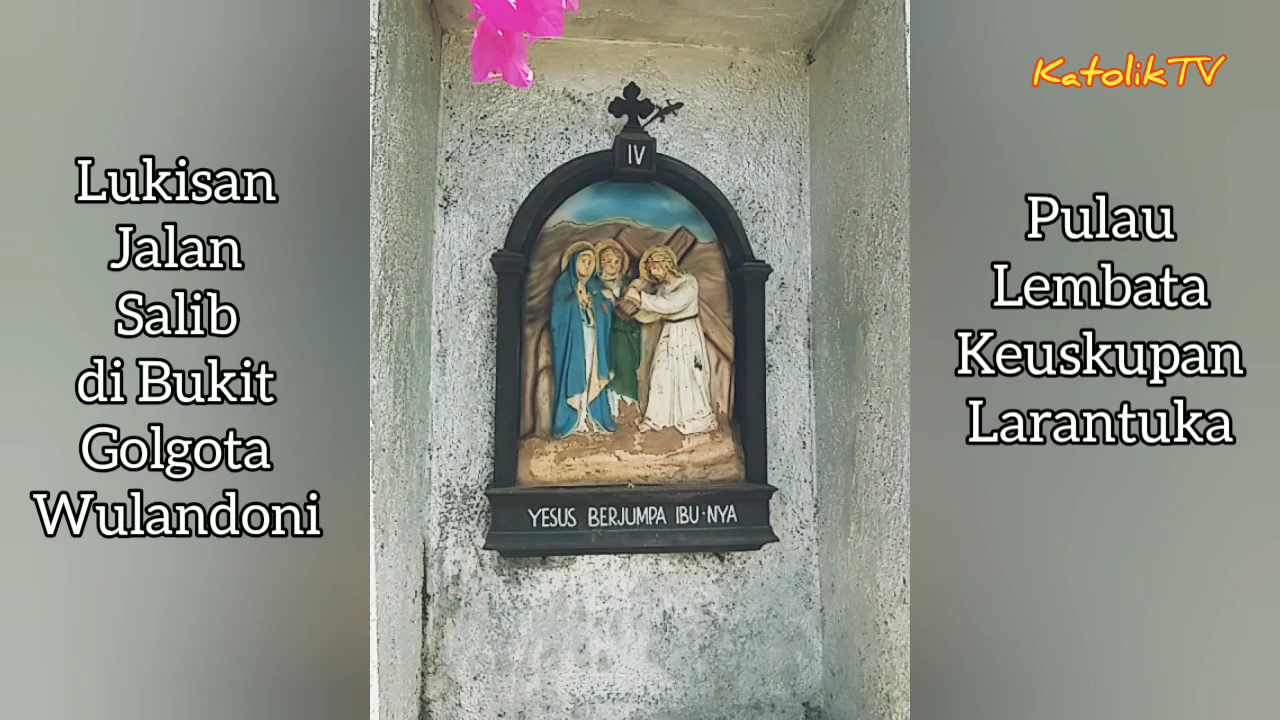 Lukisan
Jalan
Salib
di Bukit
Golgota
Wulandoni
IV
YESUS BERJUMPA IBU·NYA
KatolikTV
Pulau
Lembata
Keuskupan
Larantuka